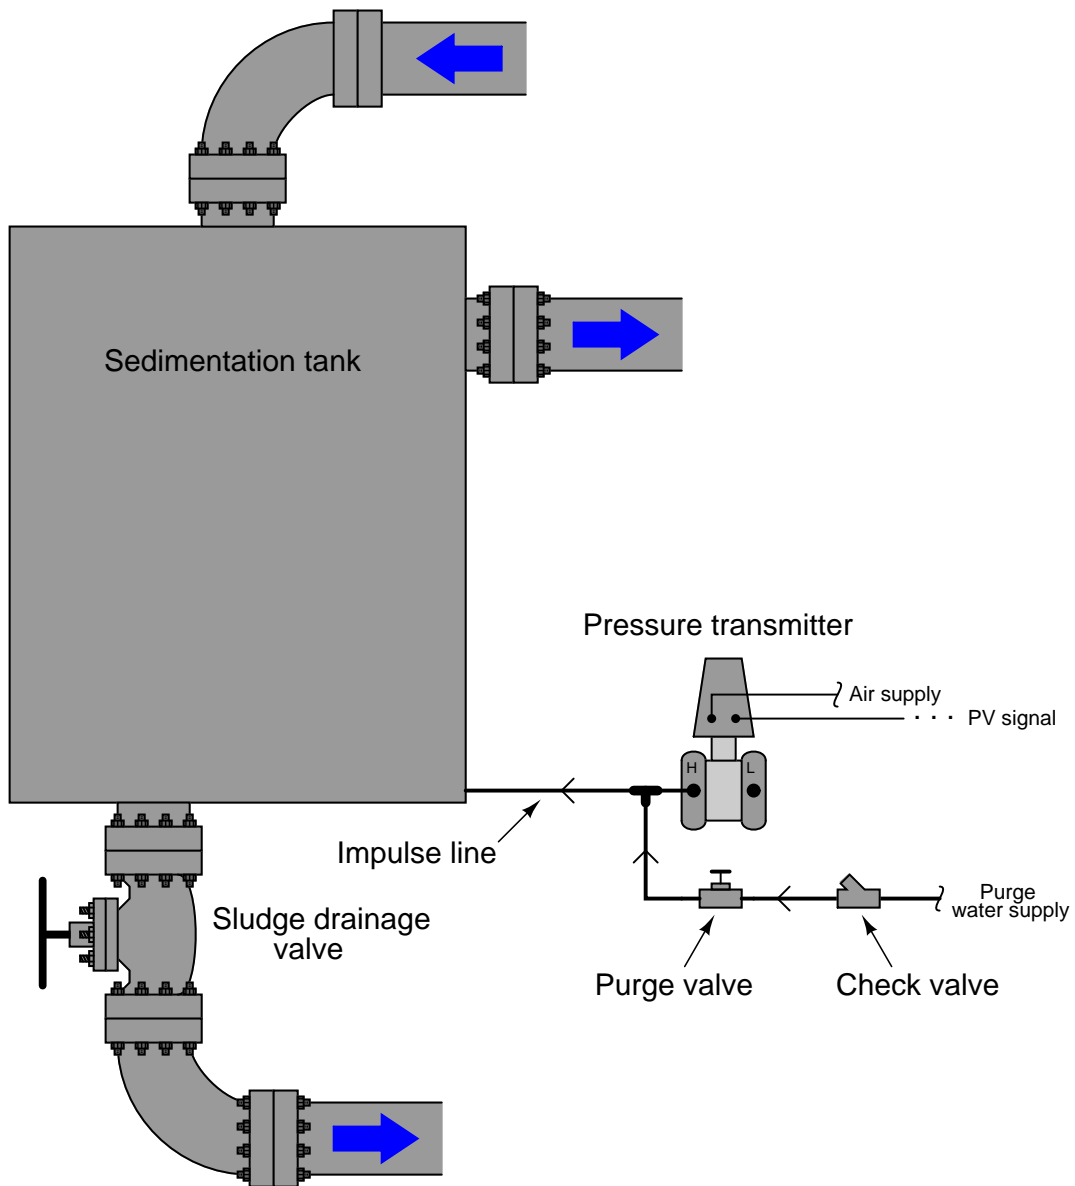 Sedimentation tank
Pressure transmitter
Air supply
PV signal
H
L
Impulse line
Purge
water supply
Sludge drainage
valve
Purge valve
Check valve